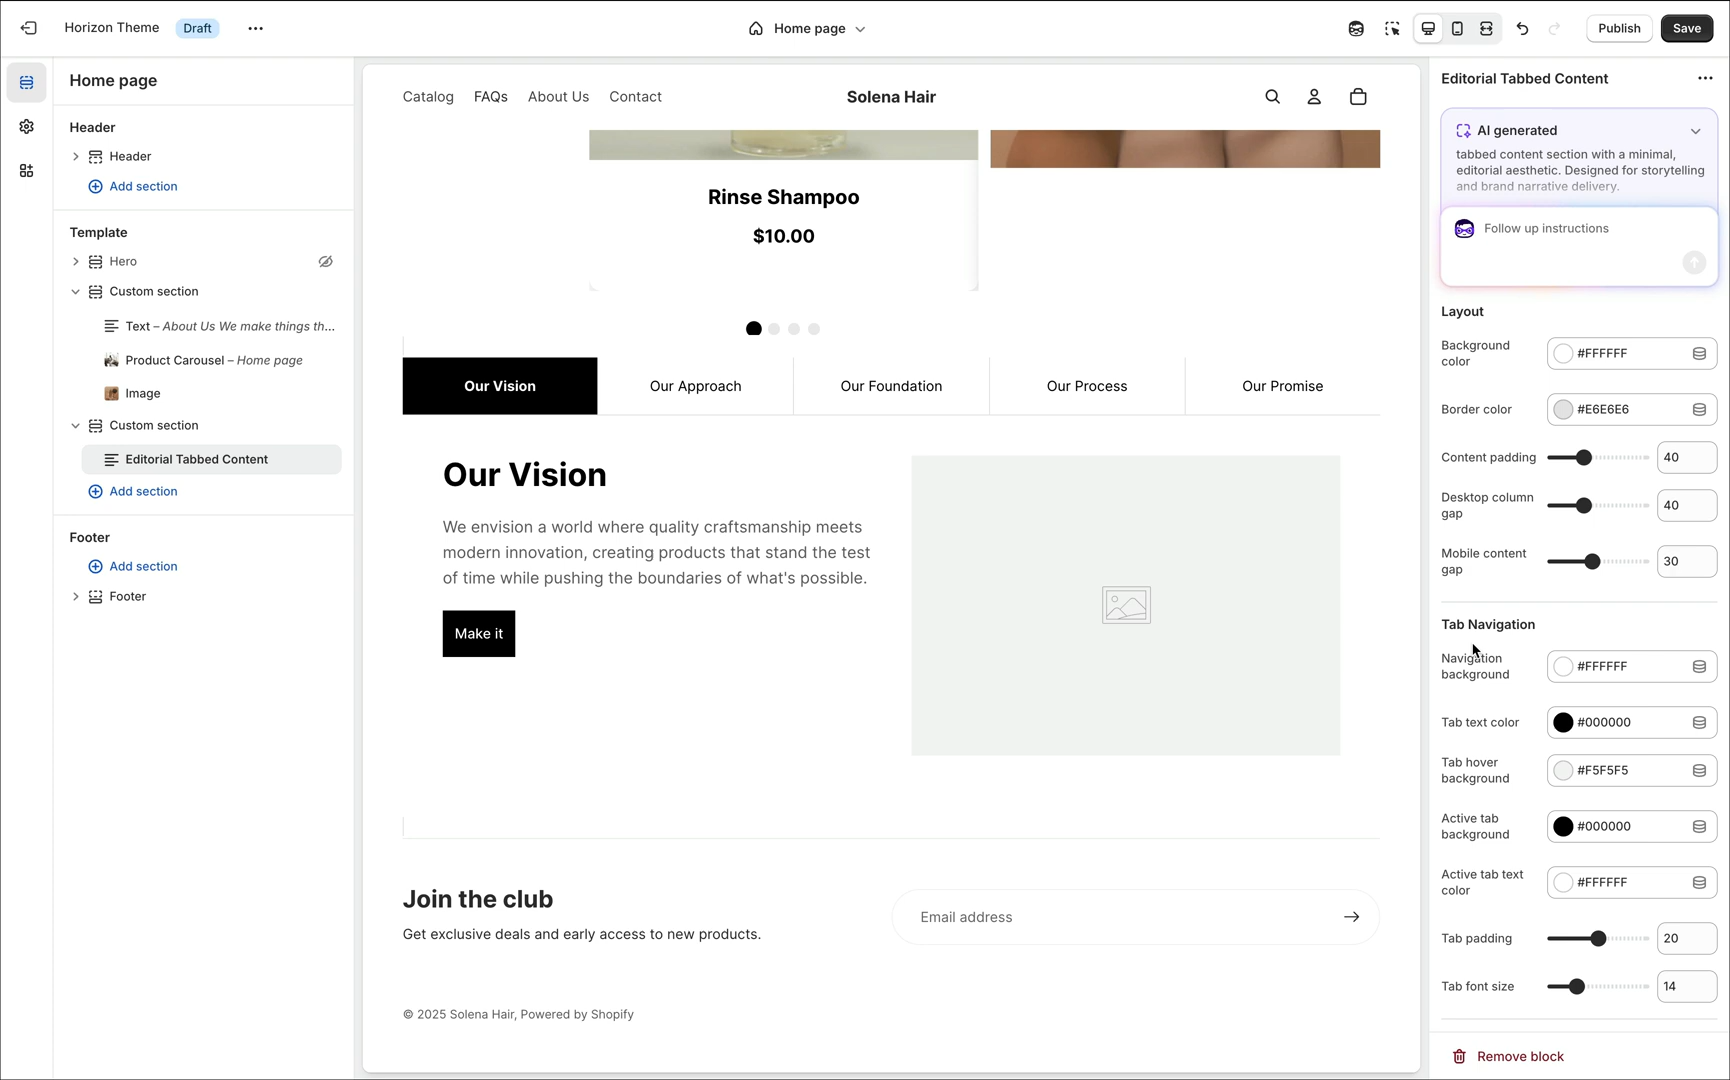 Horizon Theme
Draft
Home page
Publish
Save
Home page
Header
Header
Add section
Template
Hero
Custom section
Text – About Us We make things th...
Product Carousel – Home page
Image
Custom section
Editorial Tabbed Content
Add section
Footer
Add section
Footer
Catalog
FAQs
About Us
Contact
Solena Hair
Rinse Shampoo
$10.00
Our Vision
Our Approach
Our Foundation
Our Process
Our Promise
Our Vision
We envision a world where quality craftsmanship meets
modern innovation, creating products that stand the test
of time while pushing the boundaries of what's possible.
Make it
Join the club
Get exclusive deals and early access to new products.
Email address
© 2025 Solena Hair, Powered by Shopify
Editorial Tabbed Content
AI generated
tabbed content section with a minimal,
editorial aesthetic. Designed for storytelling
and brand narrative delivery.
Follow up instructions
Layout
Background
color
#FFFFFF
Border color
#E6E6E6
Content padding
40
Desktop column
gap
40
Mobile content
gap
30
Tab Navigation
Navigation
background
#FFFFFF
Tab text color
#000000
Tab hover
background
#F5F5F5
Active tab
background
#000000
Active tab text
color
#FFFFFF
Tab padding
20
Tab font size
14
Remove block